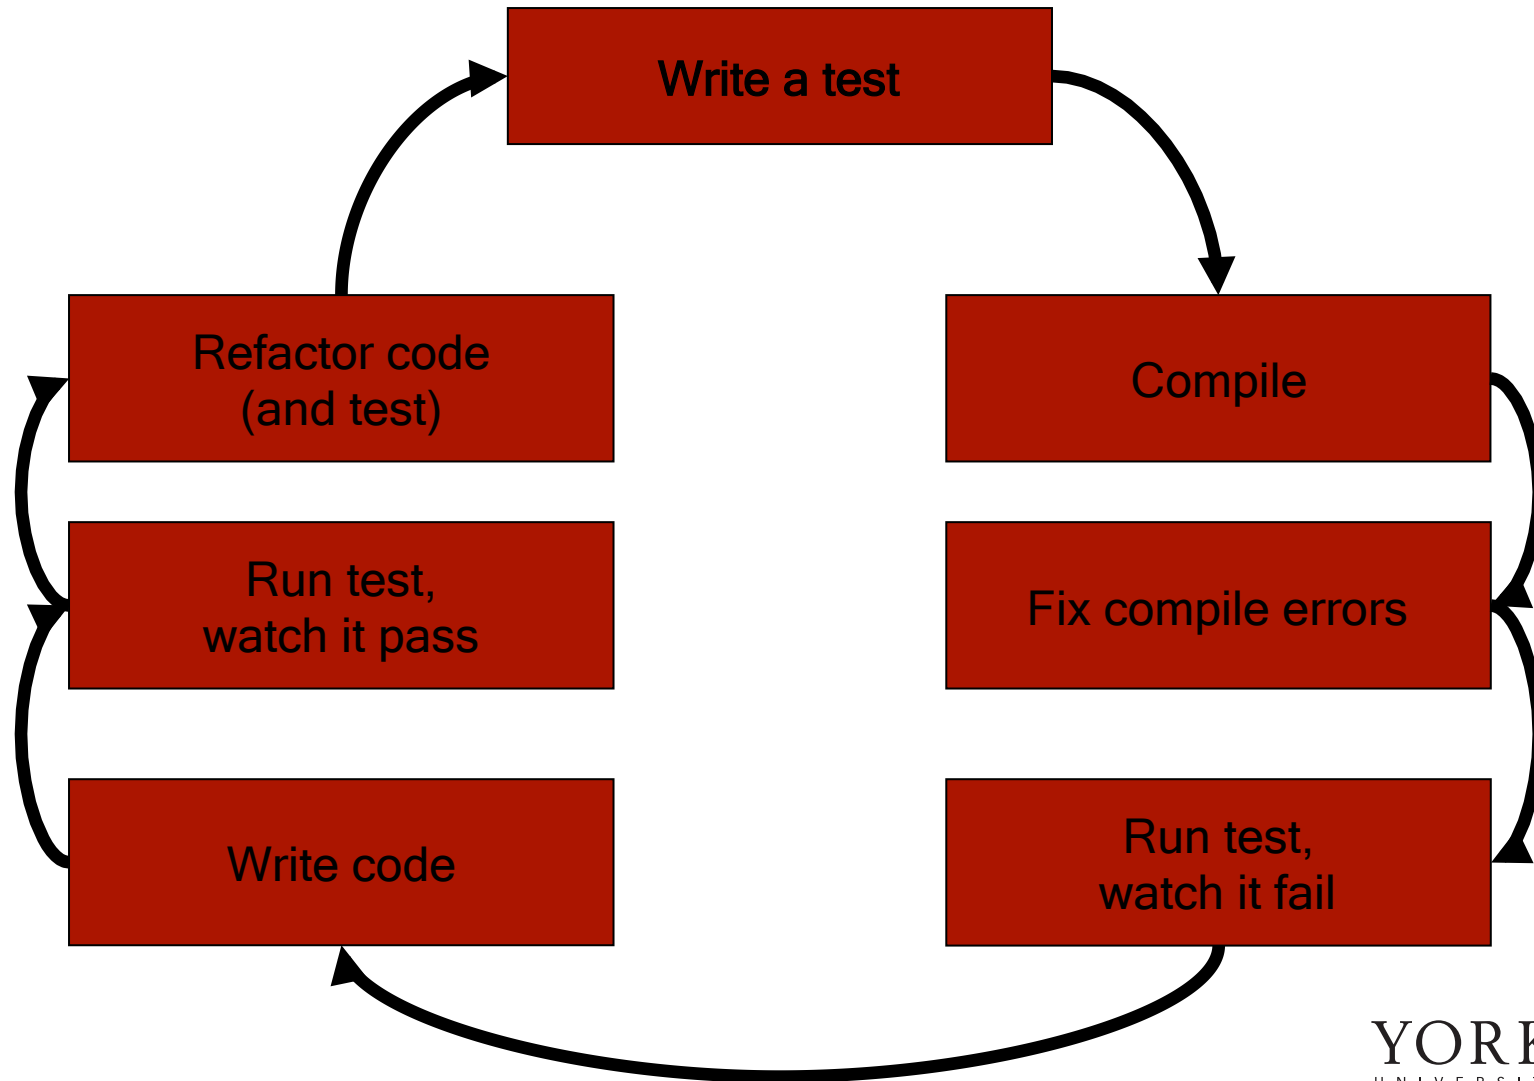 Write a test
Refactor code
(and test)
Compile
Run test,
watch it pass
Fix compile errors
Write code
Run test,
watch it fail
YORK